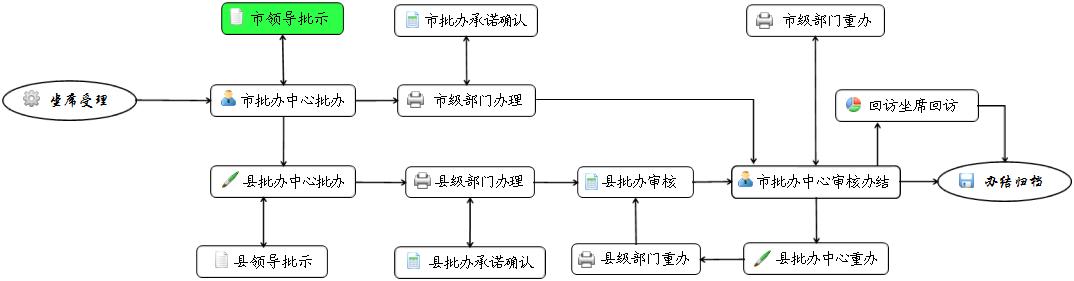 市领导批示
市批办承诺确认
市级部门重办
坐席受理
市批办中心批办
市级部门办理
回访坐席回访
县批办中心批办
县级部门办理
县批办审核
市批办中心审核办结
办结归档
县领导批示
县批办承诺确认
县级部门重办
县批办中心重办